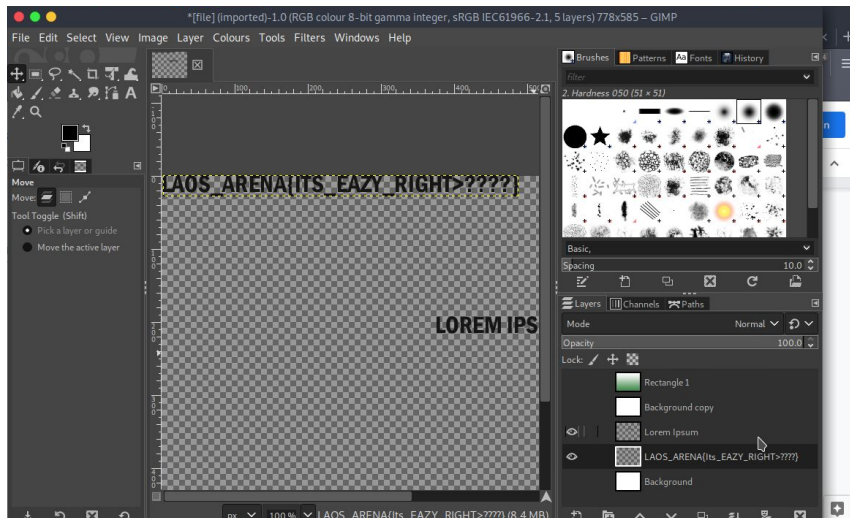 *[file] (imported)-1.0 (RGB colour 8-bit gamma integer, sRGB IEC61966-2.1, 5 layers) 778x585 – GIMP
File Edit Select View Image Layer Colours Tools Filters Windows Help
Brushes Patterns Aa Fonts History
filter
2. Hardness 050 (51 × 51)
Move
Move:
Tool Toggle (Shift)
Pick a layer or guide
Move the active layer
LAOS_ARENA{ITS_EAZY_RIGHT>????}
LOREM IPS
Basic,
Spacing 10.0
Layers Channels Paths
Mode Normal
Opacity 100.0
Lock:
Rectangle 1
Background copy
Lorem Ipsum
LAOS_ARENA{Its_EAZY_RIGHT>????}
Background
px 100 % LAOS_ARENA{Its_EAZY_RIGHT>????} (8.4 MB)